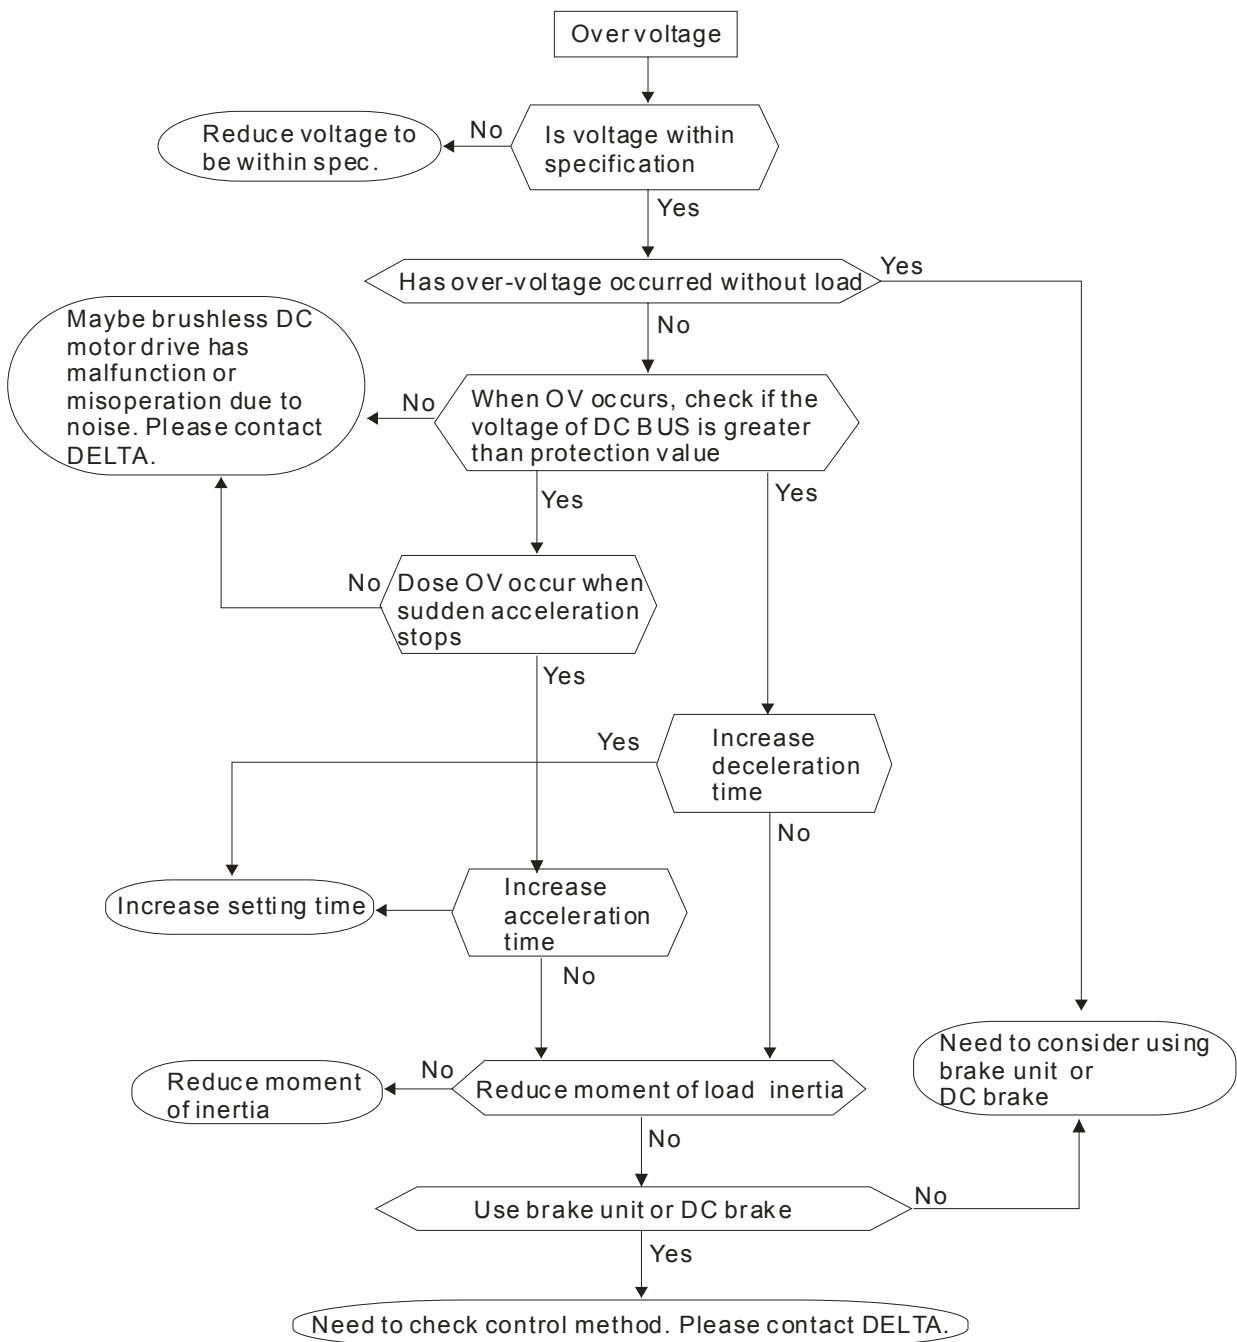 Over voltage
No
Reduce voltage to
be within spec.
Is voltage within
specification
Yes
Has over-voltage occurred without load
Yes
No
Maybe brushless DC
motor drive has
malfunction or
misoperation due to
noise. Please contact
DELTA.
No
When OV occurs, check if the
voltage of DC BUS is greater
than protection value
Yes
Yes
No
Dose OV occur when
sudden acceleration
stops
Yes
Yes
Increase
deceleration
time
No
Increase setting time
Increase
acceleration
time
No
Need to consider using
brake unit or
DC brake
Reduce moment
of inertia
No
Reduce moment of load inertia
No
Use brake unit or DC brake
No
Yes
Need to check control method. Please contact DELTA.